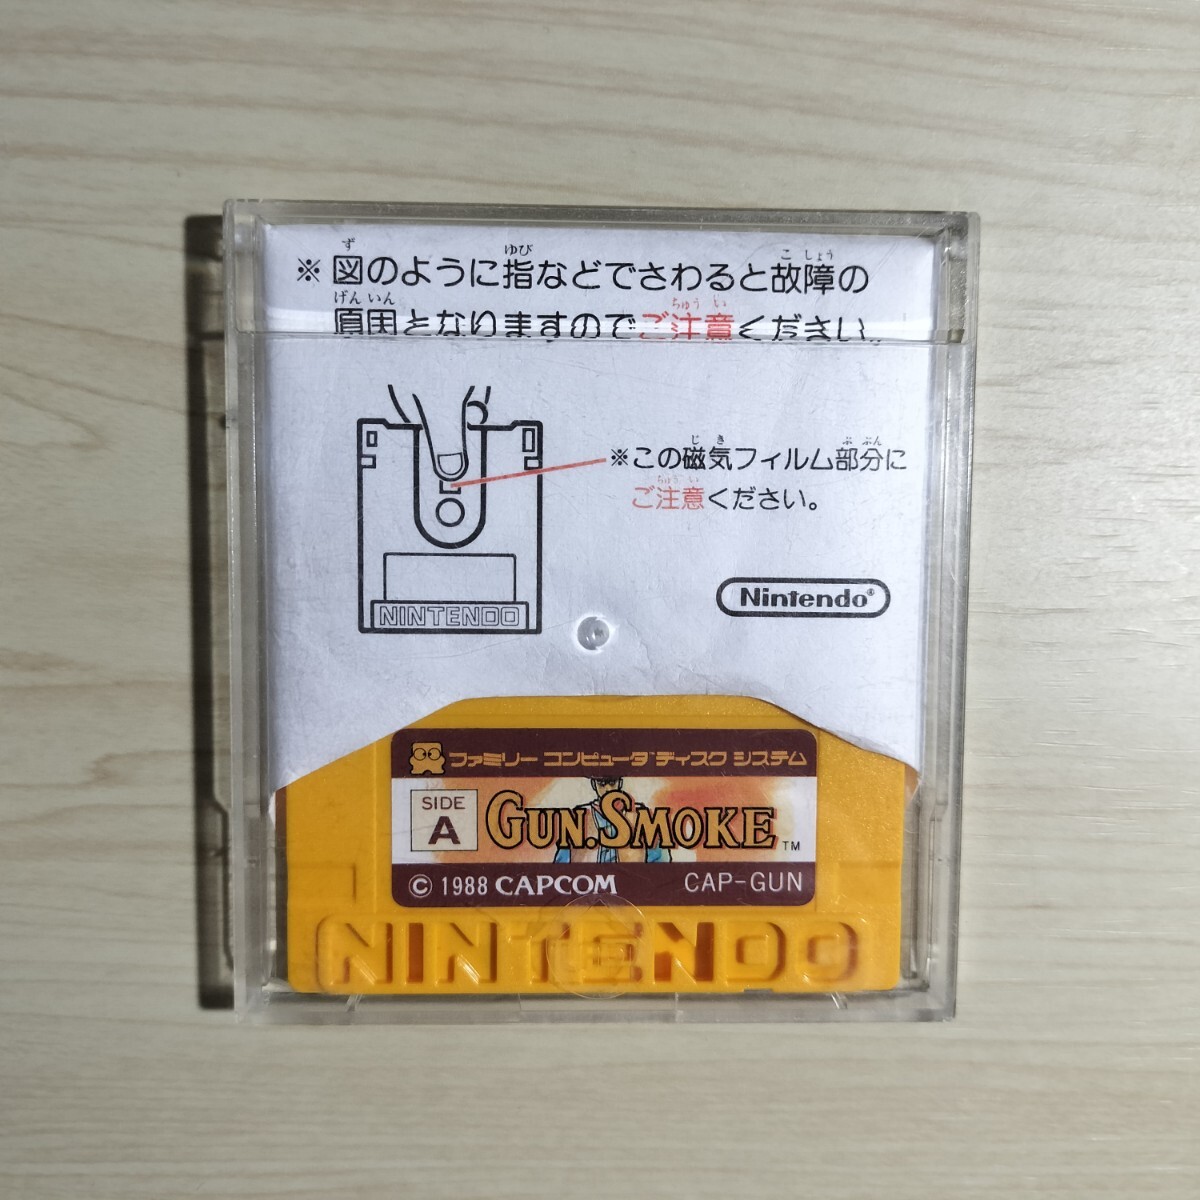 ※図のように指などでさわると故障の
原因となりますのでご注意ください。
※この磁気フィルム部分に
ご注意ください。
NINTENDO
Nintendo®
ファミリー コンピュータ™ ディスク システム
SIDE
A
GUN.SMOKE™
© 1988 CAPCOM CAP-GUN
NINTENDO